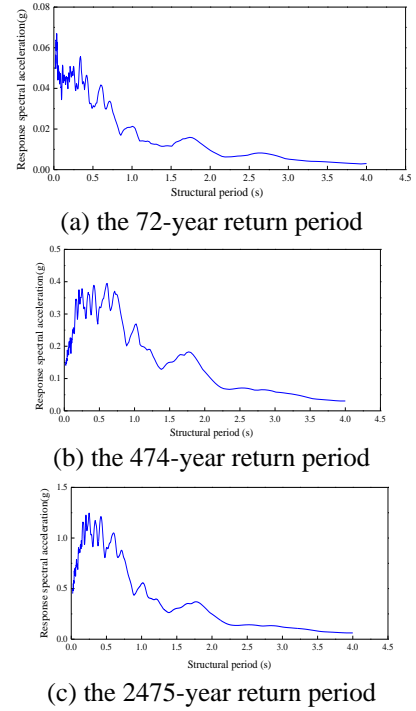 0.08
0.06
0.04
0.02
0.00
Response spectral acceleration(g)
0.0 0.5 1.0 1.5 2.0 2.5 3.0 3.5 4.0 4.5
Structural period (s)
(a) the 72-year return period
0.5
0.4
0.3
0.2
0.1
0.0
Response spectral acceleration(g)
0.0 0.5 1.0 1.5 2.0 2.5 3.0 3.5 4.0 4.5
Structural period (s)
(b) the 474-year return period
1.5
1.0
0.5
0.0
Response spectral acceleration(g)
0.0 0.5 1.0 1.5 2.0 2.5 3.0 3.5 4.0 4.5
Structural period (s)
(c) the 2475-year return period